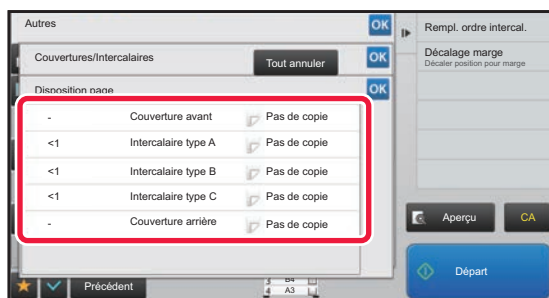 Autres
OK
Rempl. ordre intercal.
Couvertures/Intercalaires
Tout annuler
OK
Décalage marge
Décaler position pour marge
Disposition page
OK
- Couverture avant Pas de copie
<1 Intercalaire type A Pas de copie
<1 Intercalaire type B Pas de copie
<1 Intercalaire type C Pas de copie
- Couverture arrière Pas de copie
Aperçu
CA
Départ
Précédent
3 B4
4 A3